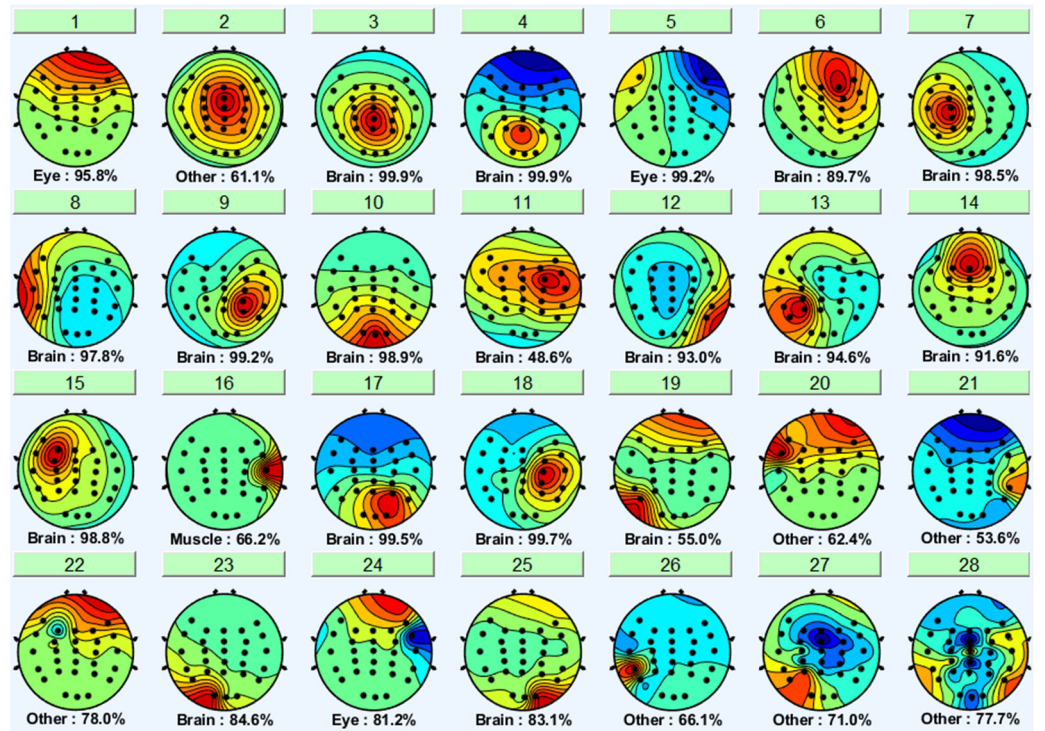 1 2 3 4 5 6 7
Eye : 95.8% Other : 61.1% Brain : 99.9% Brain : 99.9% Eye : 99.2% Brain : 89.7% Brain : 98.5%
8 9 10 11 12 13 14
Brain : 97.8% Brain : 99.2% Brain : 98.9% Brain : 48.6% Brain : 93.0% Brain : 94.6% Brain : 91.6%
15 16 17 18 19 20 21
Brain : 98.8% Muscle : 66.2% Brain : 99.5% Brain : 99.7% Brain : 55.0% Other : 62.4% Other : 53.6%
22 23 24 25 26 27 28
Other : 78.0% Brain : 84.6% Eye : 81.2% Brain : 83.1% Other : 66.1% Other : 71.0% Other : 77.7%